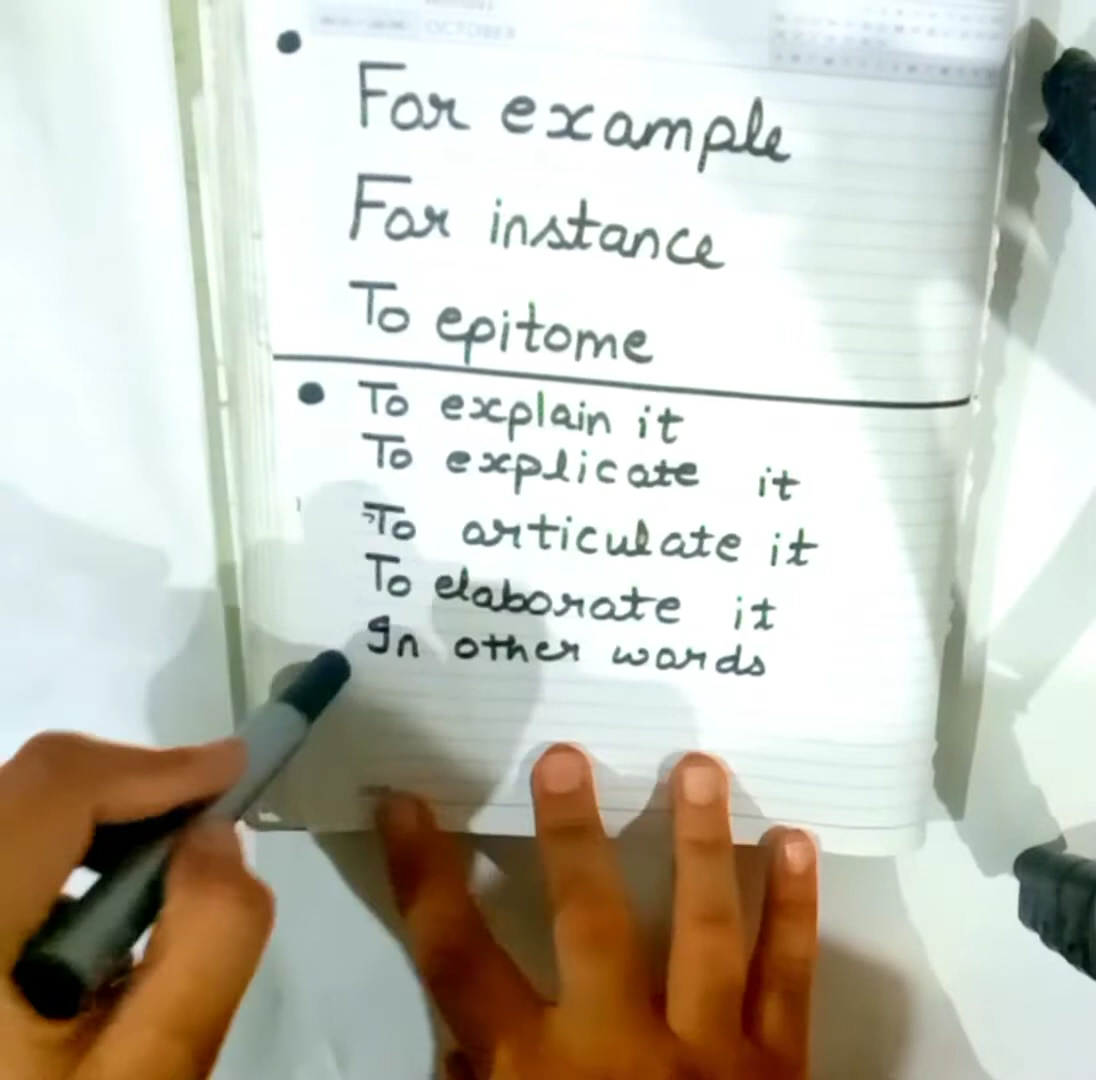 OCTOBER
• For example
For instance
To epitome
• To explain it
To explicate it
To articulate it
To elaborate it
In other words